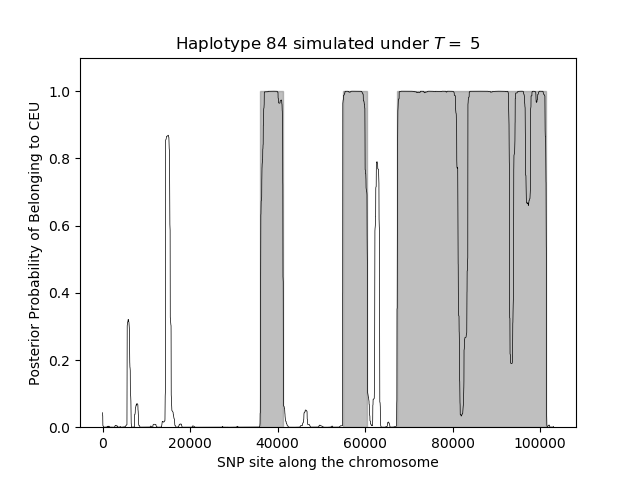 Haplotype 84 simulated under T = 5
Posterior Probability of Belonging to CEU
1.0
0.8
0.6
0.4
0.2
0.0
0 20000 40000 60000 80000 100000
SNP site along the chromosome